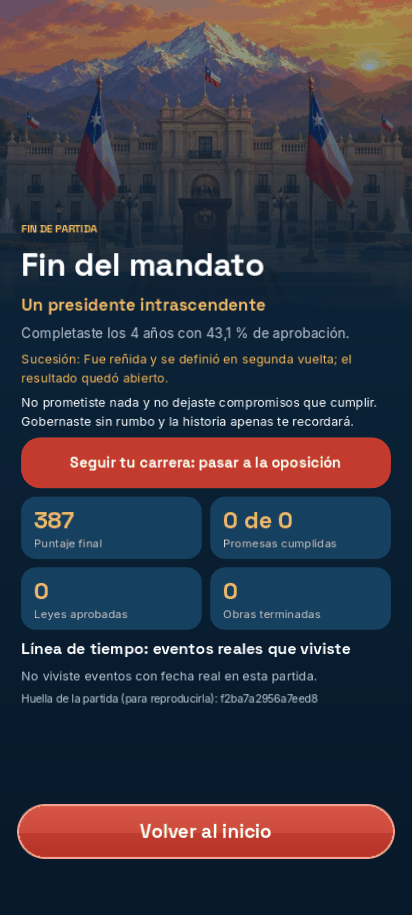 FIN DE PARTIDA
Fin del mandato
Un presidente intrascendente
Completaste los 4 años con 43,1 % de aprobación.
Sucesión: Fue reñida y se definió en segunda vuelta; el
resultado quedó abierto.
No prometiste nada y no dejaste compromisos que cumplir.
Gobernaste sin rumbo y la historia apenas te recordará.
Seguir tu carrera: pasar a la oposición
387
Puntaje final
0 de 0
Promesas cumplidas
0
Leyes aprobadas
0
Obras terminadas
Línea de tiempo: eventos reales que viviste
No viviste eventos con fecha real en esta partida.
Huella de la partida (para reproducirla): f2ba7a2956a7eed8
Volver al inicio